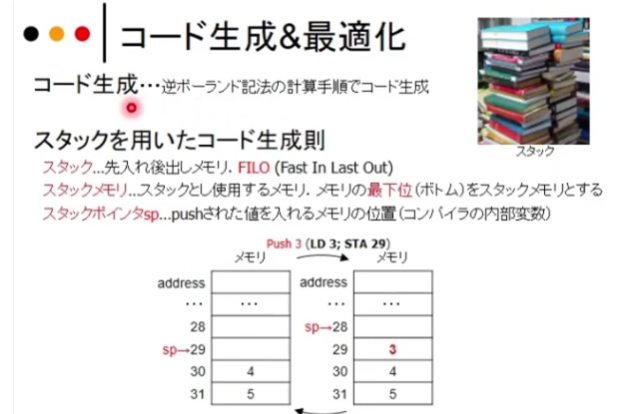 コード生成&最適化
コード生成…逆ポーランド記法の計算手順でコード生成
スタック
スタックを用いたコード生成則
スタック...先入れ後出しメモリ. FILO (Fast In Last Out)
スタックメモリ...スタックとし使用するメモリ. メモリの最下位(ボトム)をスタックメモリとする
スタックポインタsp...pushされた値を入れるメモリの位置(コンパイラの内部変数)
Push 3 (LD 3; STA 29)
メモリ メモリ
address address
... ... ... ...
28 sp→28
sp→29 29 3
30 4 30 4
31 5 31 5